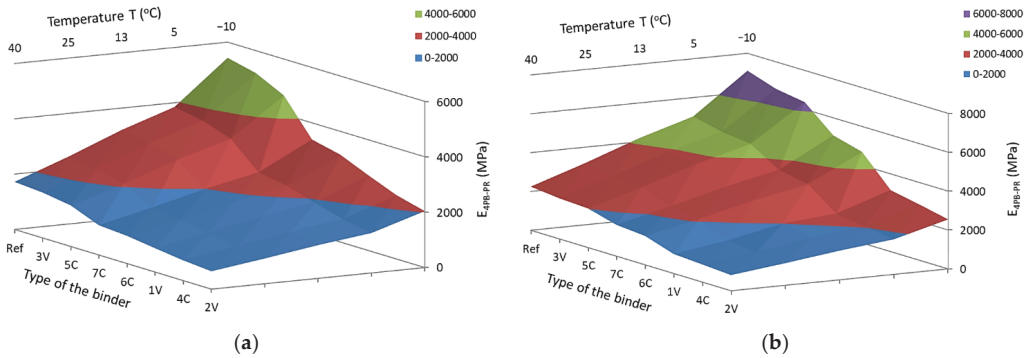 Temperature T (°C)
40 25 13 5 −10
4000-6000
2000-4000
0-2000
6000
4000
2000
0
E4PB-PR (MPa)
Ref 3V 5C 7C 6C 1V 4C 2V
Type of the binder
(a)
Temperature T (°C)
40 25 13 5 −10
6000-8000
4000-6000
2000-4000
0-2000
8000
6000
4000
2000
0
E4PB-PR (MPa)
Ref 3V 5C 7C 6C 1V 4C 2V
Type of the binder
(b)